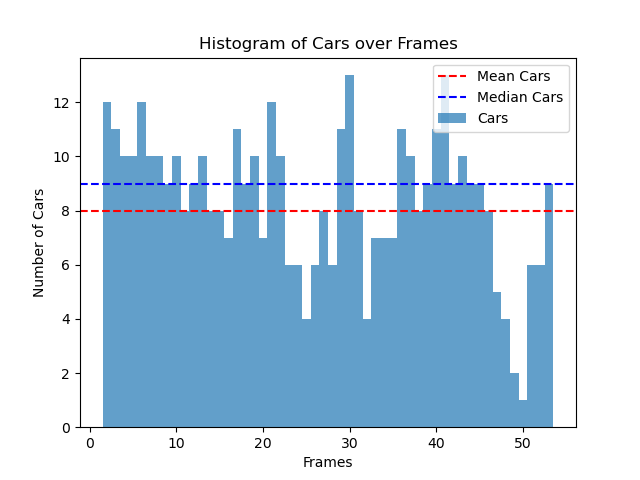 Histogram of Cars over Frames
Mean Cars
Median Cars
Cars
Number of Cars
12
10
8
6
4
2
0
0 10 20 30 40 50
Frames